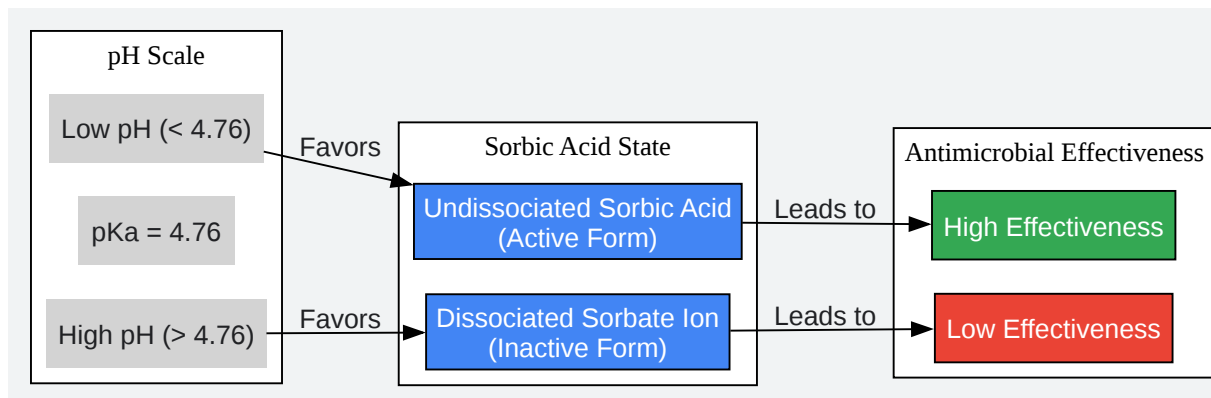 pH Scale
Low pH (< 4.76)
pKa = 4.76
High pH (> 4.76)
Favors
Favors
Sorbic Acid State
Undissociated Sorbic Acid
(Active Form)
Dissociated Sorbate Ion
(Inactive Form)
Leads to
Leads to
Antimicrobial Effectiveness
High Effectiveness
Low Effectiveness